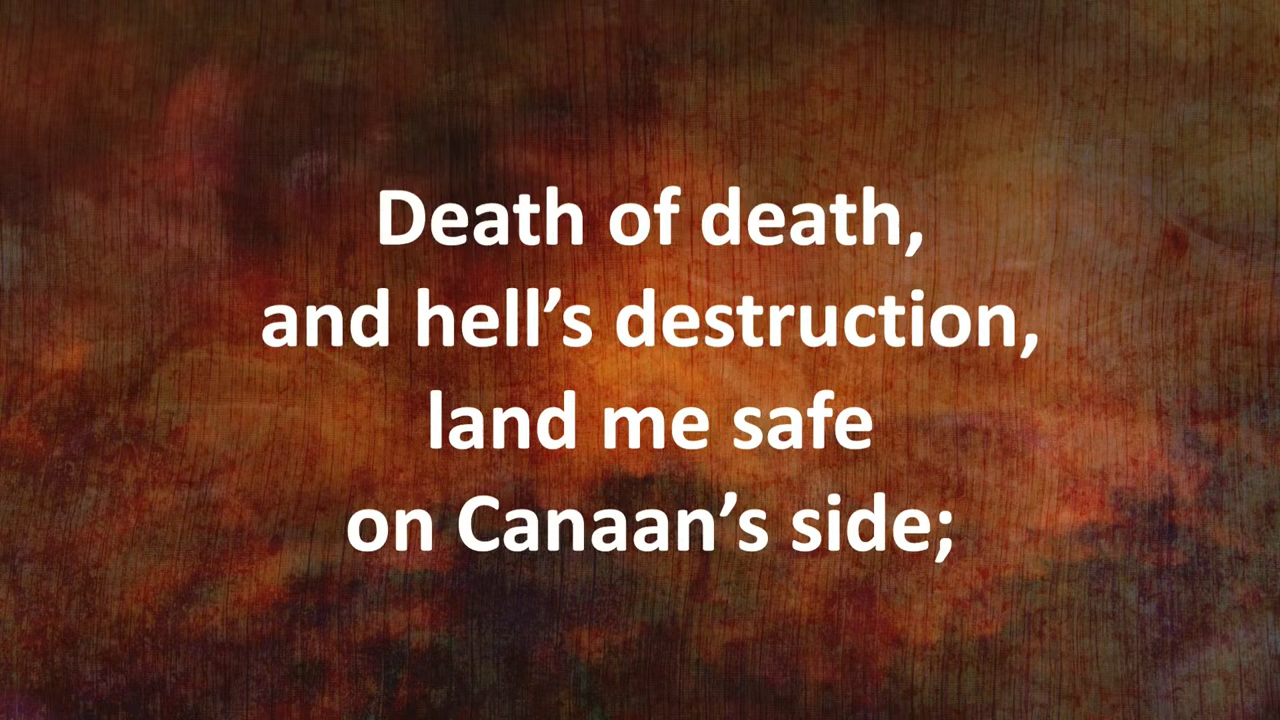 Death of death,
and hell’s destruction,
land me safe
on Canaan’s side;